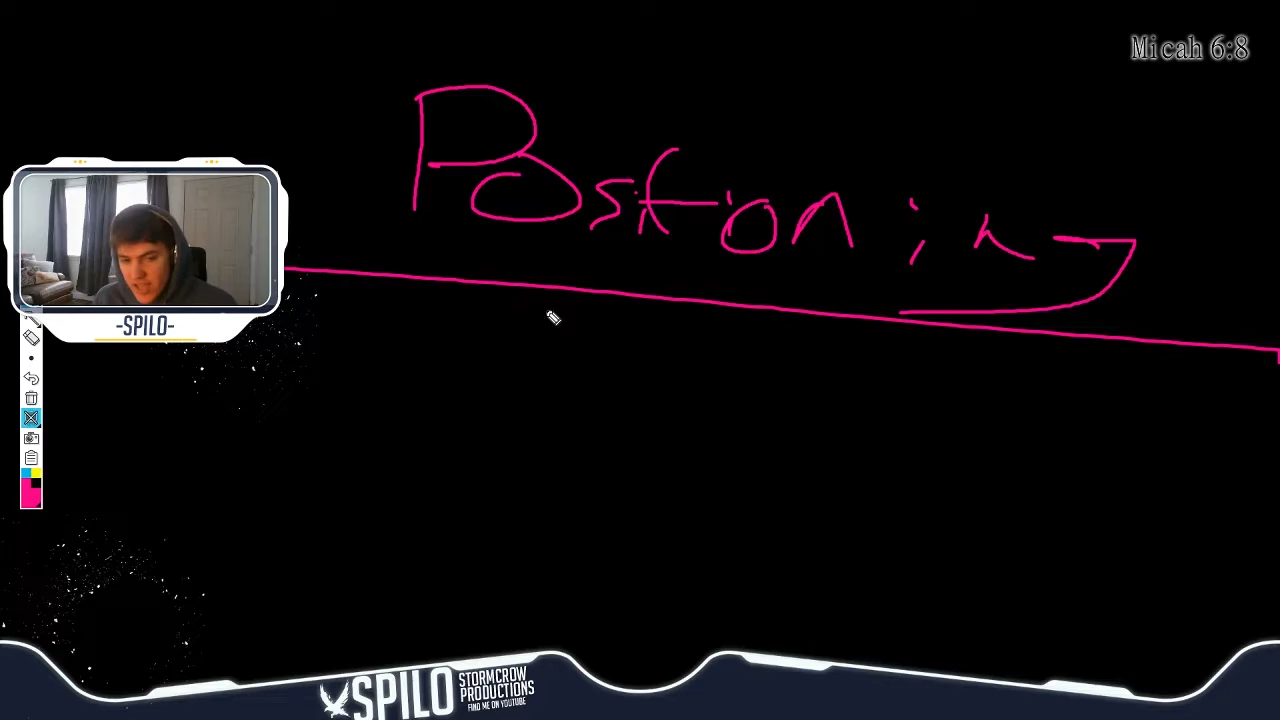 Micah 6:8
Positioning
-SPILO-
SPILO
STORMCROW
PRODUCTIONS
FIND ME ON YOUTUBE